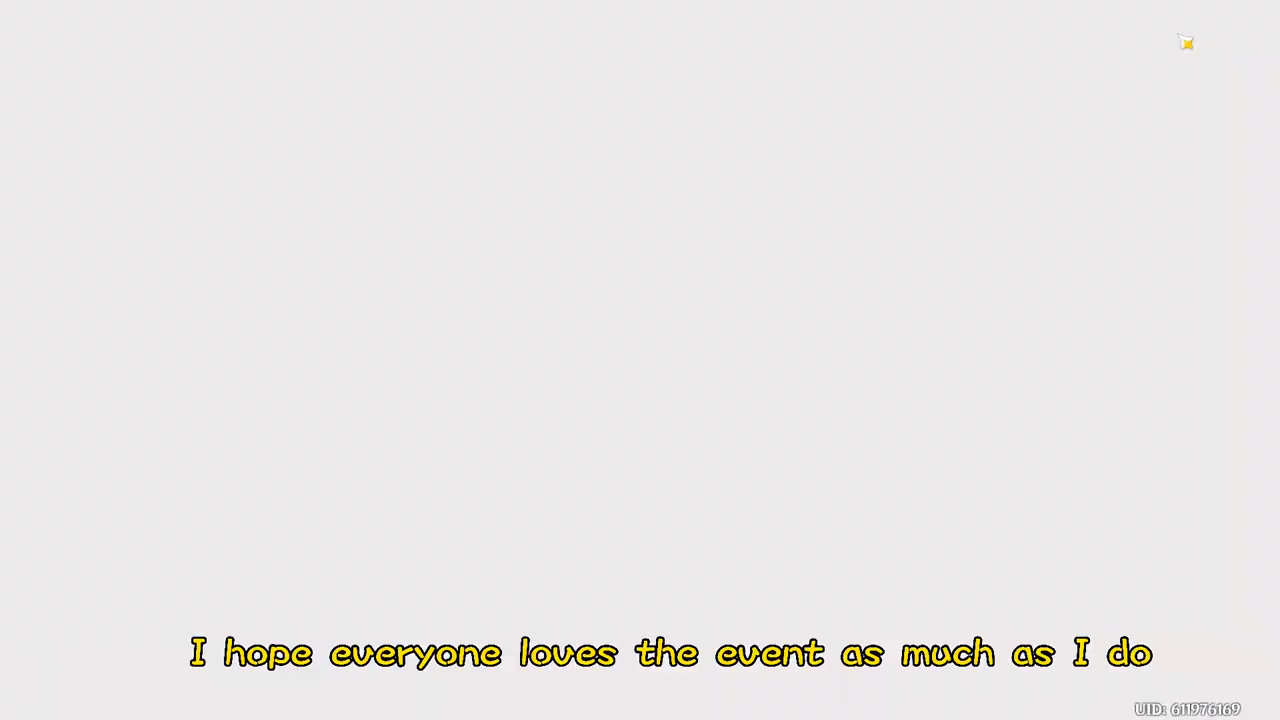 I hope everyone loves the event as much as I do
UID: 611976169